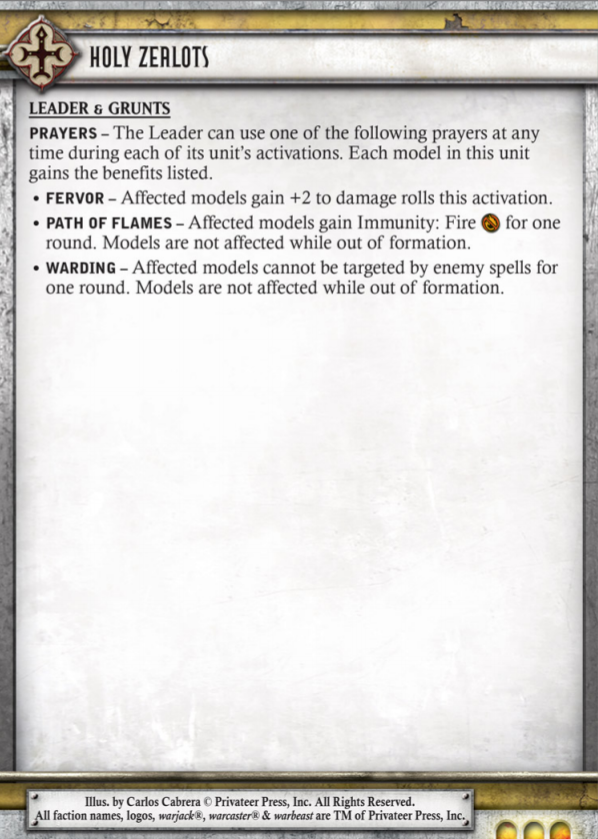 HOLY ZEALOTS
LEADER & GRUNTS
PRAYERS – The Leader can use one of the following prayers at any
time during each of its unit's activations. Each model in this unit
gains the benefits listed.
• FERVOR – Affected models gain +2 to damage rolls this activation.
• PATH OF FLAMES – Affected models gain Immunity: Fire for one
round. Models are not affected while out of formation.
• WARDING – Affected models cannot be targeted by enemy spells for
one round. Models are not affected while out of formation.
Illus. by Carlos Cabrera © Privateer Press, Inc. All Rights Reserved.
All faction names, logos, warjack®, warcaster® & warbeast are TM of Privateer Press, Inc.